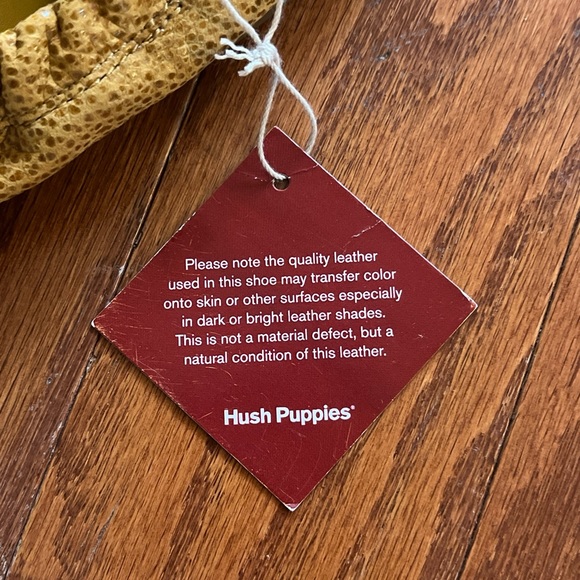 Please note the quality leather
used in this shoe may transfer color
onto skin or other surfaces especially
in dark or bright leather shades.
This is not a material defect, but a
natural condition of this leather.
Hush Puppies®